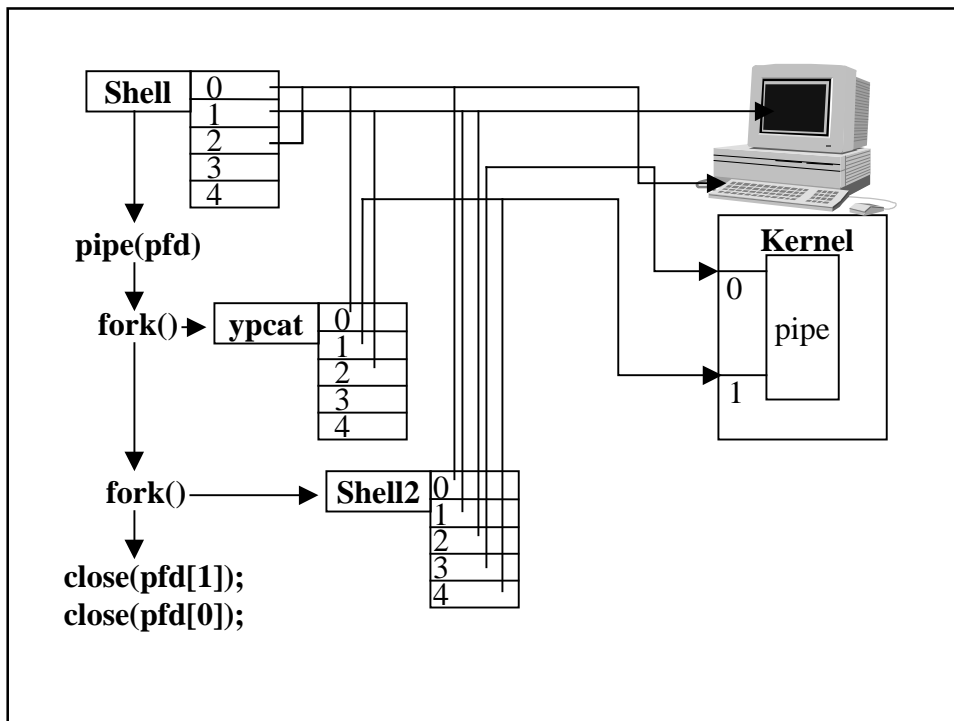 Shell
0
1
2
3
4
pipe(pfd)
Kernel
0
pipe
1
fork()
ypcat
0
1
2
3
4
fork()
Shell2
0
1
2
3
4
close(pfd[1]);
close(pfd[0]);